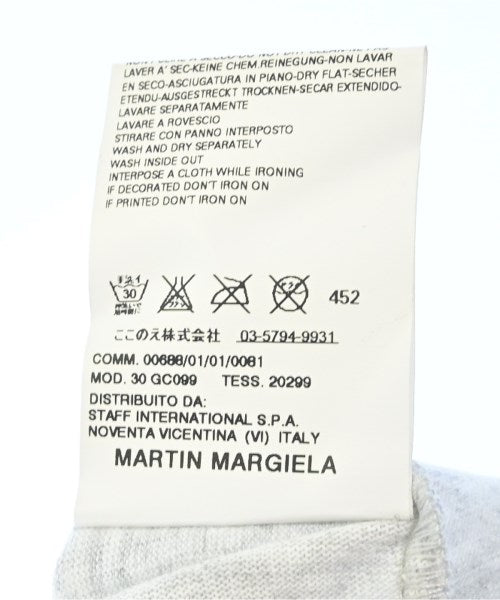 LAVER A' SEC-KEINE CHEM.REINEGUNG-NON LAVAR
EN SECO-ASCIUGATURA IN PIANO-DRY FLAT-SECHER
ETENDU-AUSGESTRECKT TROCKNEN-SECAR EXTENDIDO-
LAVARE SEPARATAMENTE
LAVARE A ROVESCIO
STIRARE CON PANNO INTERPOSTO
WASH AND DRY SEPARATELY
WASH INSIDE OUT
INTERPOSE A CLOTH WHILE IRONING
IF DECORATED DON'T IRON ON
IF PRINTED DON'T IRON ON
30
452
ここのえ株式会社 03-5794-9931
COMM. 00688/01/01/0061
MOD. 30 GC099 TESS. 20299
DISTRIBUITO DA:
STAFF INTERNATIONAL S.P.A.
NOVENTA VICENTINA (VI) ITALY
MARTIN MARGIELA